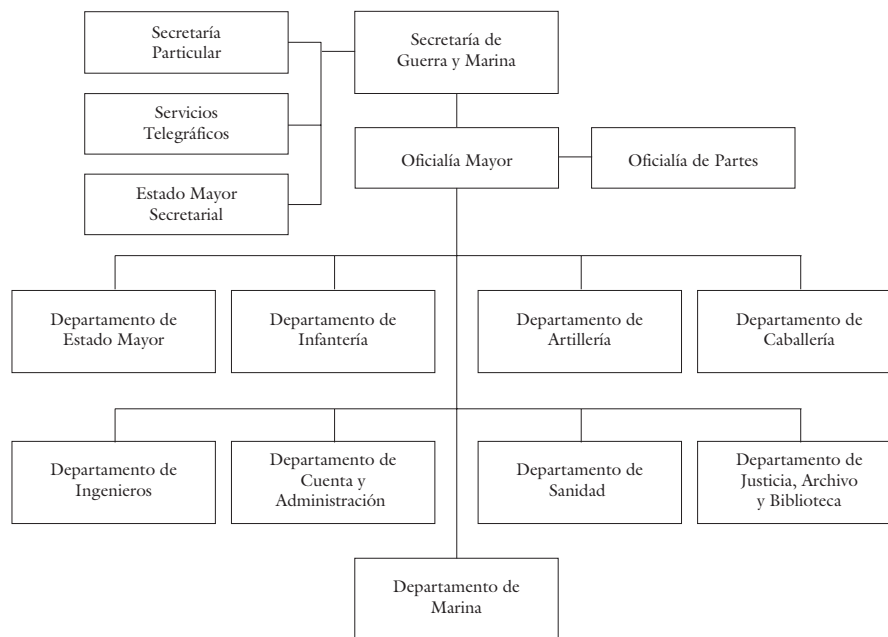 Secretaría
Particular
Secretaría de
Guerra y Marina
Servicios
Telegráficos
Oficialía Mayor
Oficialía de Partes
Estado Mayor
Secretarial
Departamento de
Estado Mayor
Departamento de
Infantería
Departamento de
Artillería
Departamento de
Caballería
Departamento de
Ingenieros
Departamento de
Cuenta y
Administración
Departamento de
Sanidad
Departamento de
Justicia, Archivo
y Biblioteca
Departamento de
Marina